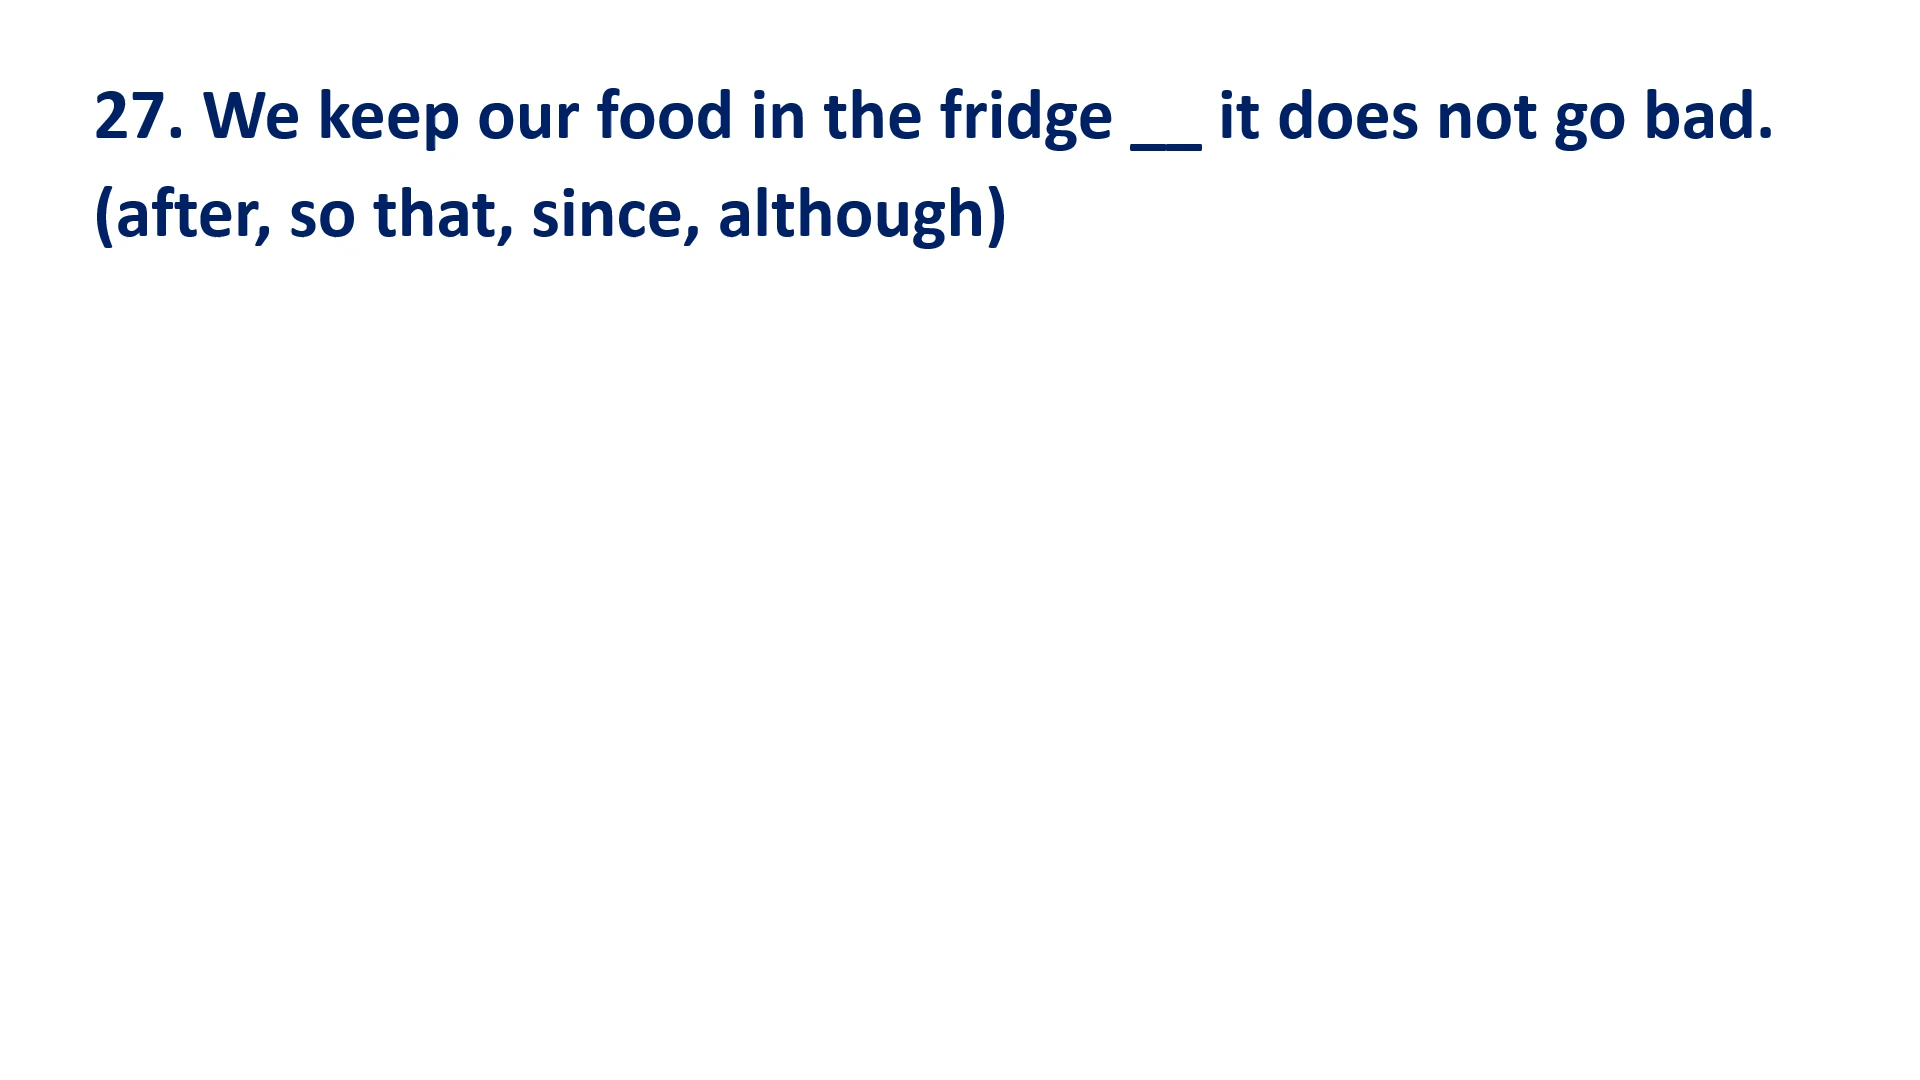 27. We keep our food in the fridge __ it does not go bad.
(after, so that, since, although)